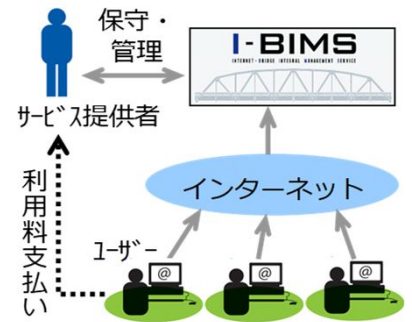 保守・
管理
I-BIMS
INTERNET - BRIDGE INTEGRAL MANAGEMENT SERVICE
ｻｰﾋﾞｽ提供者
インターネット
利用料支払い
ﾕｰｻﾞｰ
@
@
@